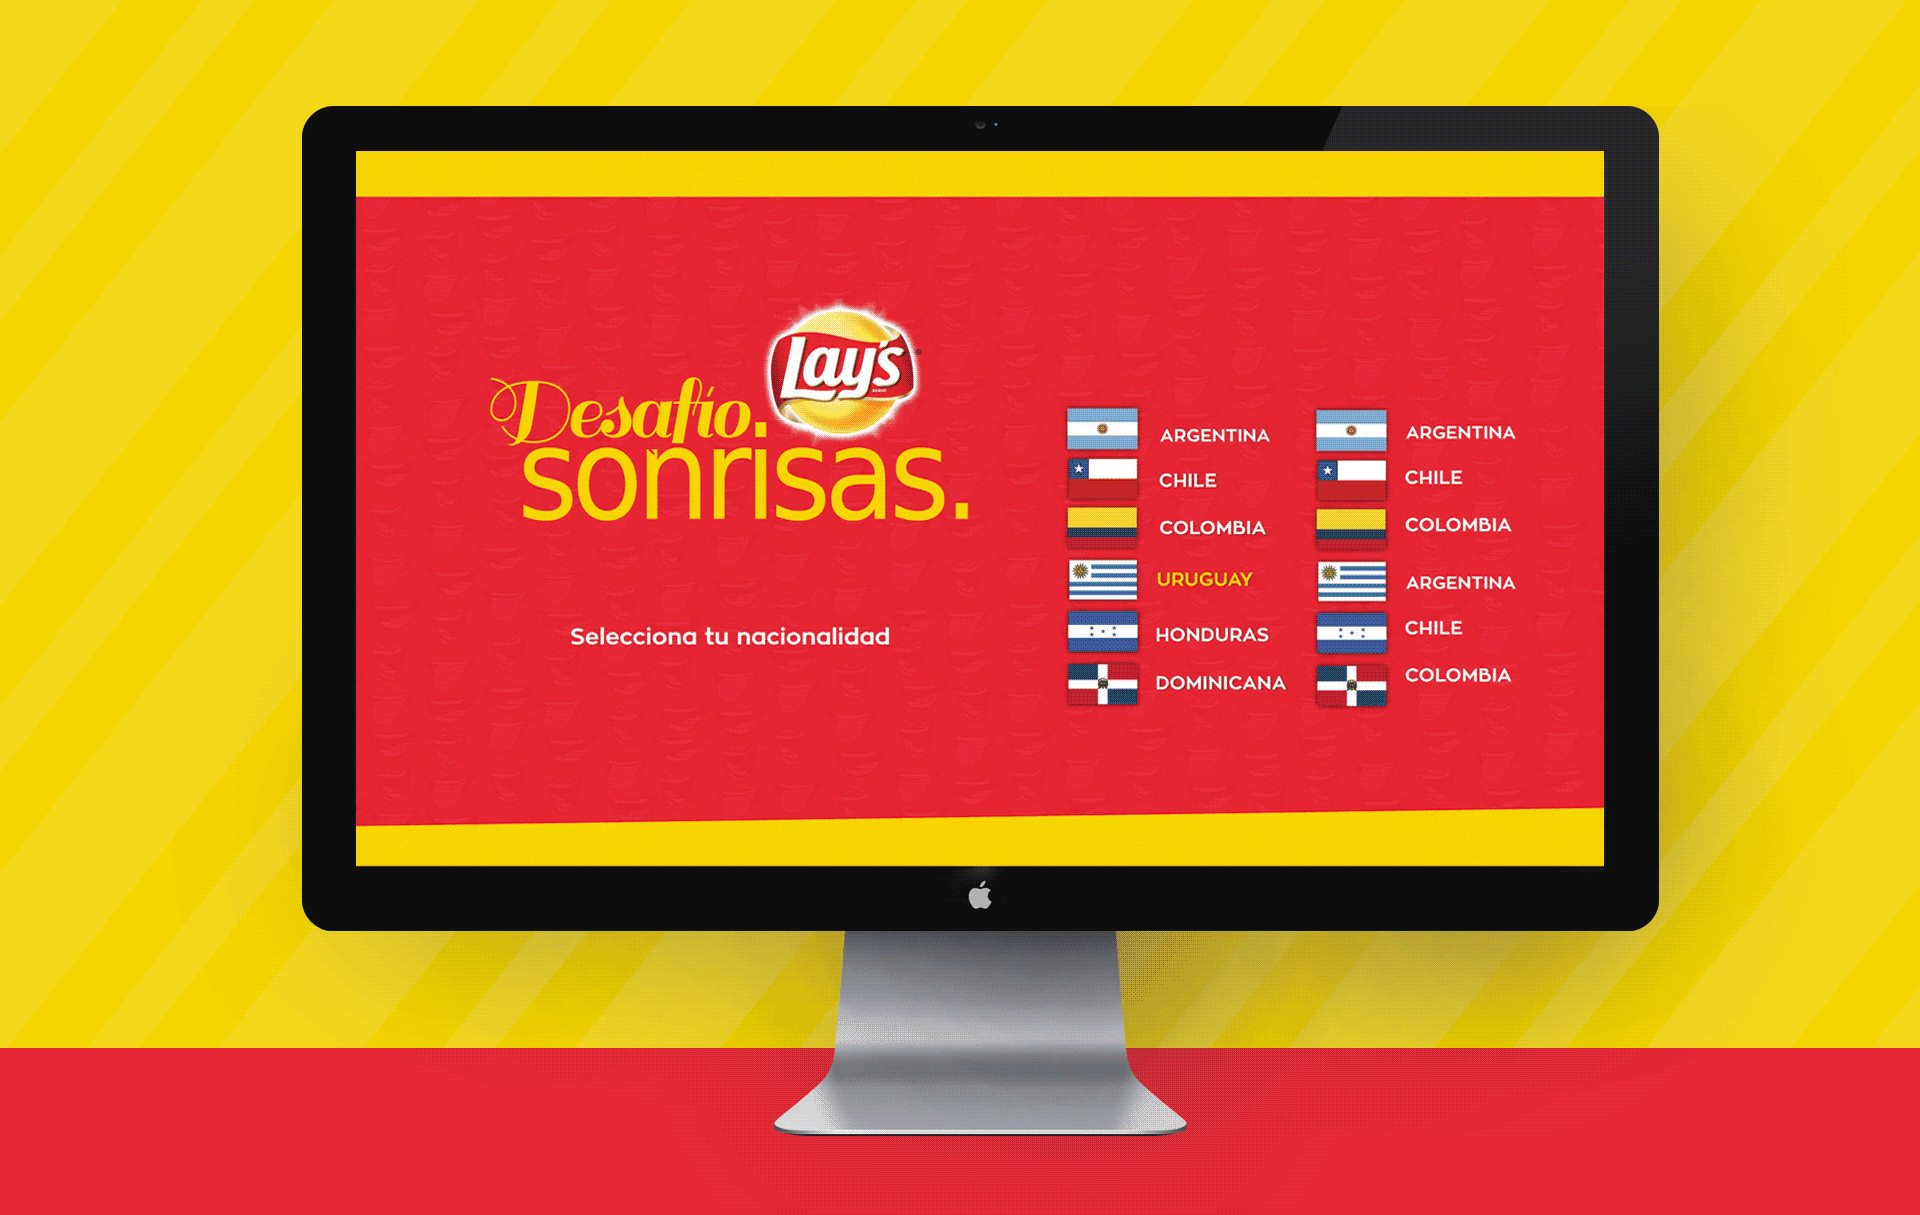 Lay's
Desafío.
sonrisas.
Selecciona tu nacionalidad
ARGENTINA
CHILE
COLOMBIA
URUGUAY
HONDURAS
DOMINICANA
ARGENTINA
CHILE
COLOMBIA
ARGENTINA
CHILE
COLOMBIA